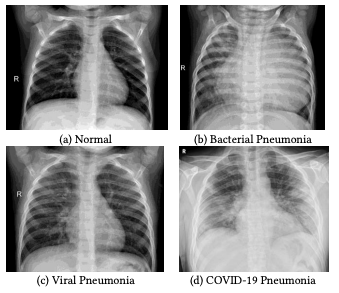 R
R
(a) Normal
(b) Bacterial Pneumonia
R
R
(c) Viral Pneumonia
(d) COVID-19 Pneumonia